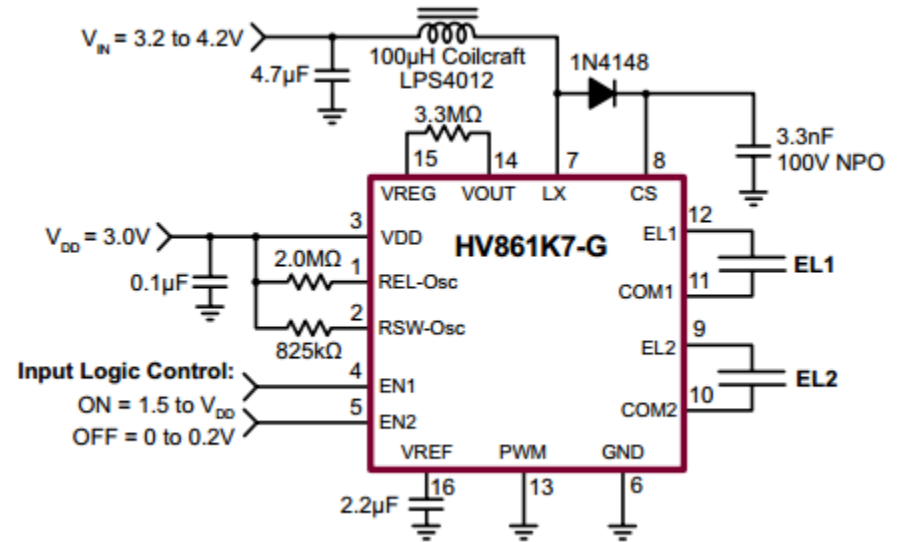 V_IN = 3.2 to 4.2V
4.7µF
100µH Coilcraft
LPS4012
1N4148
3.3MΩ
3.3nF
100V NPO
15
14
7
8
VREG
VOUT
LX
CS
V_DD = 3.0V
0.1µF
2.0MΩ
825kΩ
3
VDD
1
REL-Osc
2
RSW-Osc
HV861K7-G
12
EL1
11
COM1
EL1
9
EL2
10
COM2
EL2
Input Logic Control:
ON = 1.5 to V_DD
OFF = 0 to 0.2V
4
EN1
5
EN2
VREF
PWM
GND
16
13
6
2.2µF